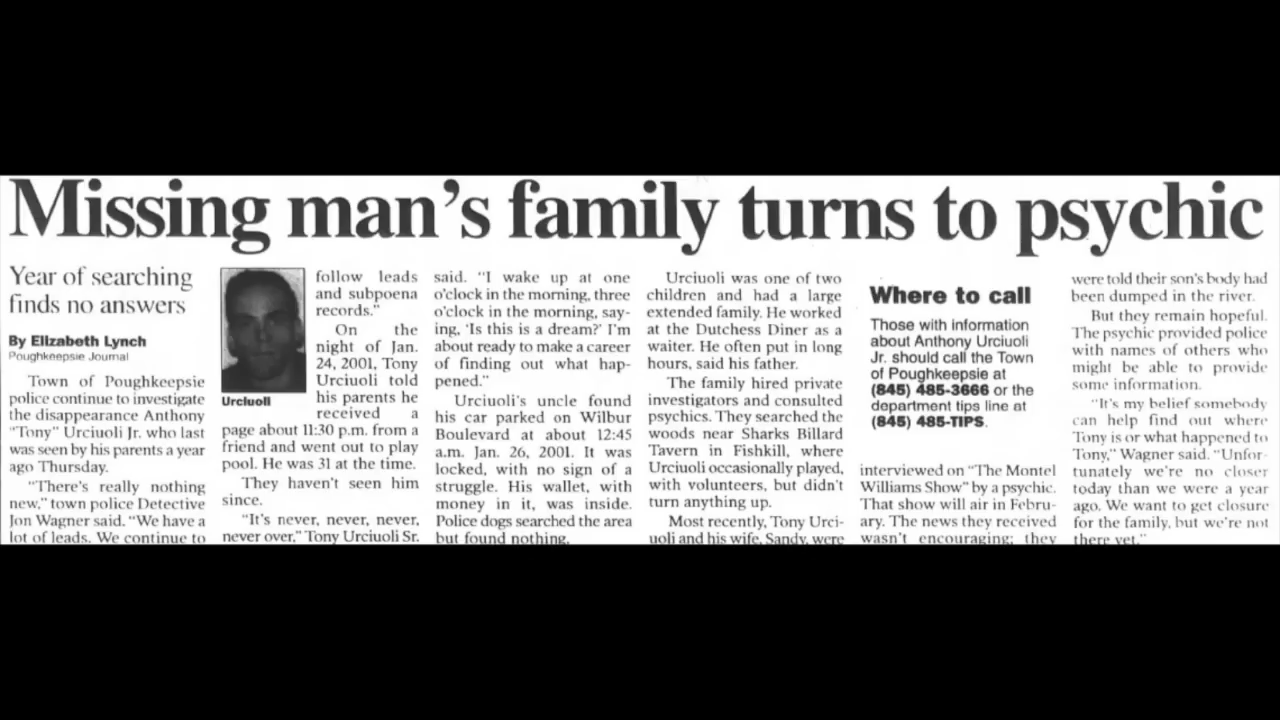 Missing man's family turns to psychic
Year of searching
finds no answers
By Elizabeth Lynch
Poughkeepsie Journal
Town of Poughkeepsie
police continue to investigate
the disappearance Anthony
"Tony" Urciuoli Jr. who last
was seen by his parents a year
ago Thursday.
"There's really nothing
new," town police Detective
Jon Wagner said. "We have a
lot of leads. We continue to
Urciuoli
follow leads
and subpoena
records."
On the
night of Jan.
24, 2001, Tony
Urciuoli told
his parents he
received a
page about 11:30 p.m. from a
friend and went out to play
pool. He was 31 at the time.
They haven't seen him
since.
"It's never, never, never,
never over," Tony Urciuoli Sr.
said. "I wake up at one
o'clock in the morning, three
o'clock in the morning, say-
ing, 'Is this is a dream?' I'm
about ready to make a career
of finding out what hap-
pened."
Urciuoli's uncle found
his car parked on Wilbur
Boulevard at about 12:45
a.m. Jan. 26, 2001. It was
locked, with no sign of a
struggle. His wallet, with
money in it, was inside.
Police dogs searched the area
but found nothing.
Urciuoli was one of two
children and had a large
extended family. He worked
at the Dutchess Diner as a
waiter. He often put in long
hours, said his father.
The family hired private
investigators and consulted
psychics. They searched the
woods near Sharks Billard
Tavern in Fishkill, where
Urciuoli occasionally played,
with volunteers, but didn't
turn anything up.
Most recently, Tony Urci-
uoli and his wife, Sandy, were
Where to call
Those with information
about Anthony Urciuoli
Jr. should call the Town
of Poughkeepsie at
(845) 485-3666 or the
department tips line at
(845) 485-TIPS.
interviewed on "The Montel
Williams Show" by a psychic.
That show will air in Febru-
ary. The news they received
wasn't encouraging; they
were told their son's body had
been dumped in the river.
But they remain hopeful.
The psychic provided police
with names of others who
might be able to provide
some information.
"It's my belief somebody
can help find out where
Tony is or what happened to
Tony," Wagner said. "Unfor-
tunately we're no closer
today than we were a year
ago. We want to get closure
for the family, but we're not
there yet."